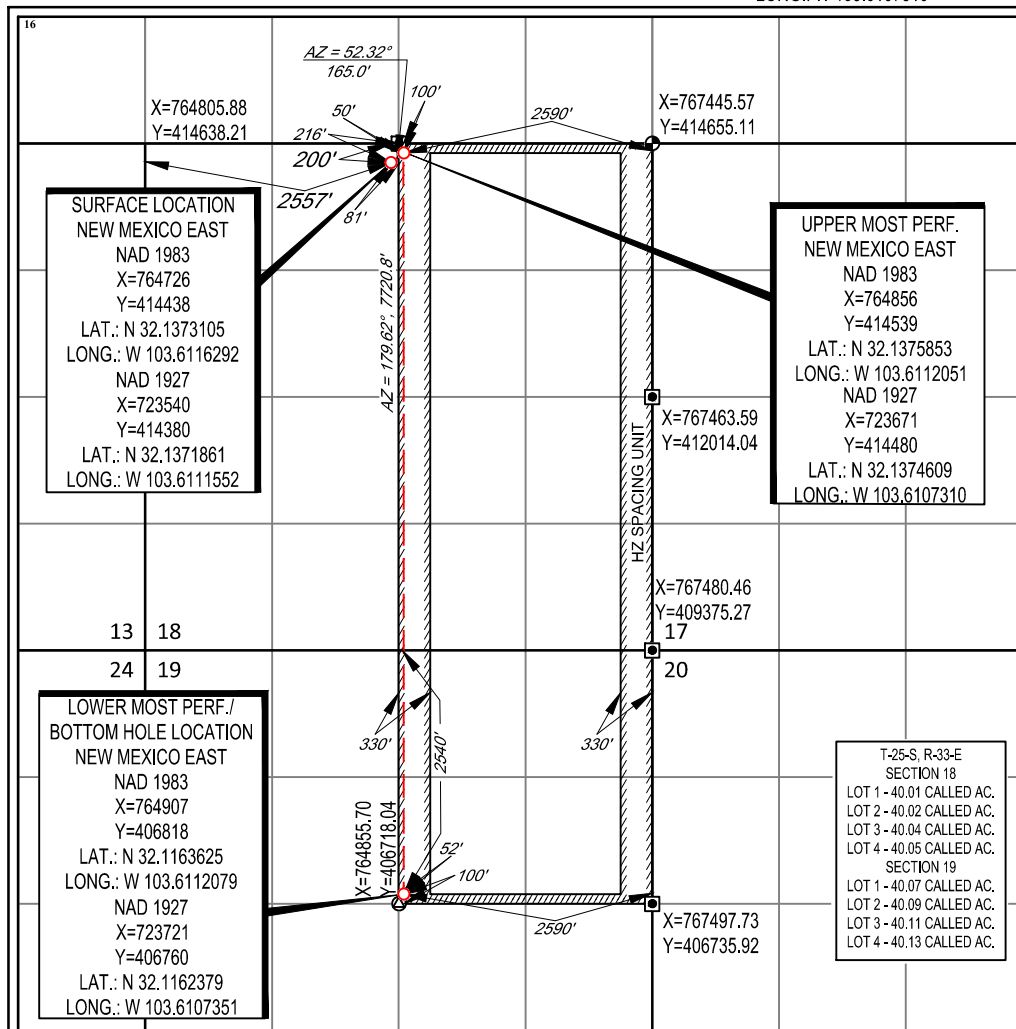 16
AZ = 52.32°
165.0'
X=764805.88
Y=414638.21
50'
100'
2590'
X=767445.57
Y=414655.11
216'
200'
2557'
81'
SURFACE LOCATION
NEW MEXICO EAST
NAD 1983
X=764726
Y=414438
LAT.: N 32.1373105
LONG.: W 103.6116292
NAD 1927
X=723540
Y=414380
LAT.: N 32.1371861
LONG.: W 103.6111552
UPPER MOST PERF.
NEW MEXICO EAST
NAD 1983
X=764856
Y=414539
LAT.: N 32.1375853
LONG.: W 103.6112051
NAD 1927
X=723671
Y=414480
LAT.: N 32.1374609
LONG.: W 103.6107310
AZ = 179.62°, 7720.8'
X=767463.59
Y=412014.04
HZ SPACING UNIT
X=767480.46
Y=409375.27
13 18
17
24 19
20
LOWER MOST PERF./
BOTTOM HOLE LOCATION
NEW MEXICO EAST
NAD 1983
X=764907
Y=406818
LAT.: N 32.1163625
LONG.: W 103.6112079
NAD 1927
X=723721
Y=406760
LAT.: N 32.1162379
LONG.: W 103.6107351
330'
2540'
330'
X=764855.70
Y=406718.04
52'
100'
2590'
X=767497.73
Y=406735.92
T-25-S, R-33-E
SECTION 18
LOT 1 - 40.01 CALLED AC.
LOT 2 - 40.02 CALLED AC.
LOT 3 - 40.04 CALLED AC.
LOT 4 - 40.05 CALLED AC.
SECTION 19
LOT 1 - 40.07 CALLED AC.
LOT 2 - 40.09 CALLED AC.
LOT 3 - 40.11 CALLED AC.
LOT 4 - 40.13 CALLED AC.